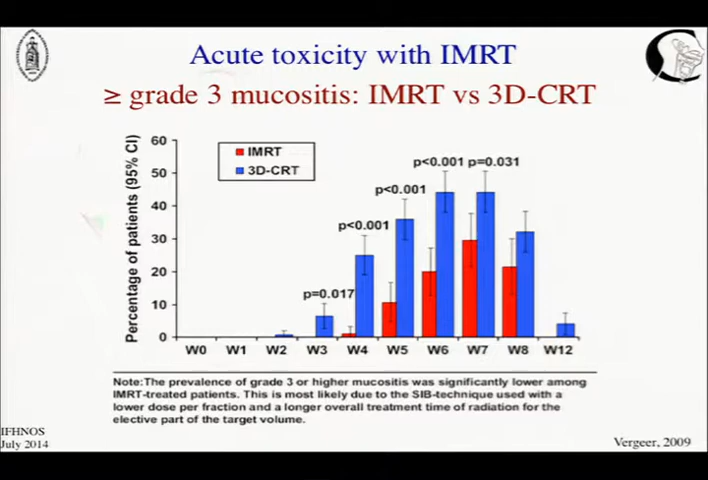 Acute toxicity with IMRT
≥ grade 3 mucositis: IMRT vs 3D-CRT
Percentage of patients (95% CI)
60
50
40
30
20
10
0
IMRT
3D-CRT
p=0.017
p<0.001
p<0.001
p<0.001 p=0.031
W0 W1 W2 W3 W4 W5 W6 W7 W8 W12
Note:The prevalence of grade 3 or higher mucositis was significantly lower among
IMRT-treated patients. This is most likely due to the SIB-technique used with a
lower dose per fraction and a longer overall treatment time of radiation for the
elective part of the target volume.
IFHNOS
July 2014
Vergeer, 2009